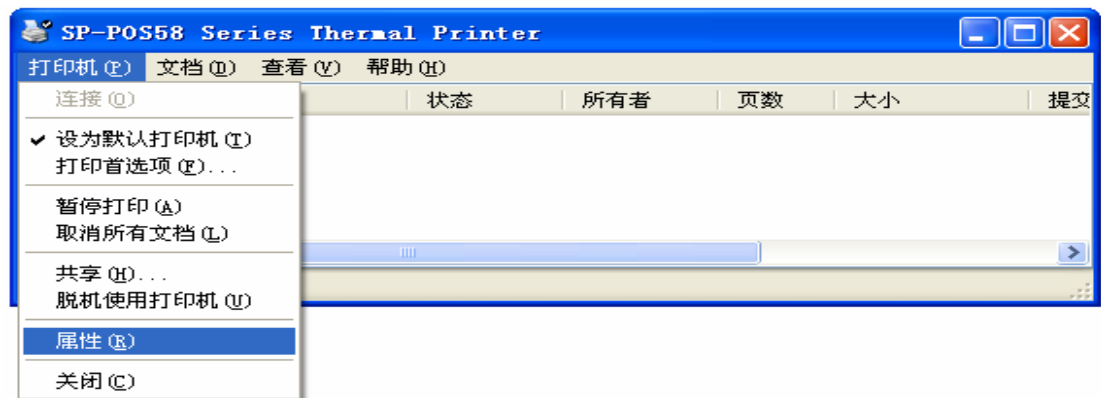 SP-POS58 Series Thermal Printer
打印机(P) 文档(D) 查看(V) 帮助(H)
连接(O) 状态 所有者 页数 大小 提交
✓ 设为默认打印机(T)
打印首选项(F)...
暂停打印(A)
取消所有文档(L)
共享(H)...
脱机使用打印机(U)
属性(R)
关闭(C)